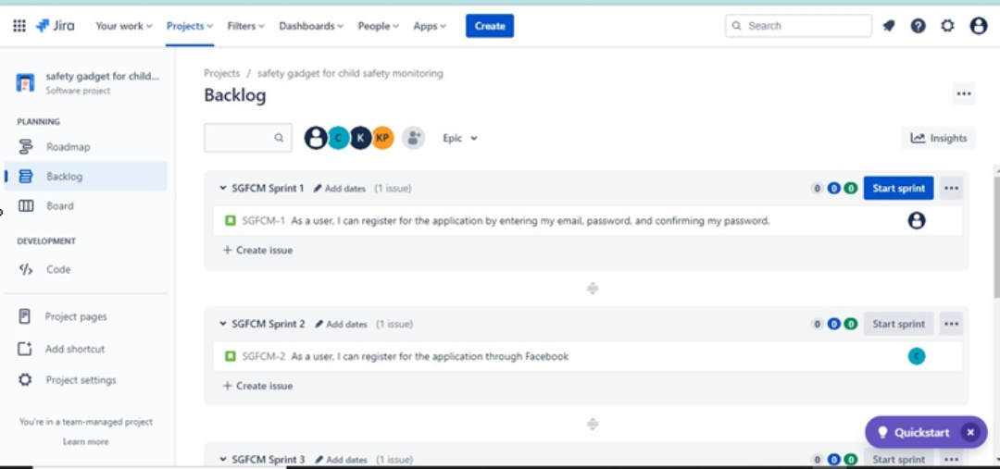 Jira Your work Projects Filters Dashboards People Apps Create Search
safety gadget for child...
Software project
PLANNING
Roadmap
Backlog
Board
DEVELOPMENT
Code
Project pages
Add shortcut
Project settings
You're in a team-managed project
Learn more
Projects / safety gadget for child safety monitoring
Backlog
C K KP Epic Insights
SGFCM Sprint 1 Add dates (1 issue) 0 0 0 Start sprint
SGFCM-1 As a user, I can register for the application by entering my email, password, and confirming my password.
+ Create issue
SGFCM Sprint 2 Add dates (1 issue) 0 0 0 Start sprint
SGFCM-2 As a user, I can register for the application through Facebook C
+ Create issue
Quickstart
SGFCM Sprint 3 Add dates (1 issue) 0 0 0 Start sprint